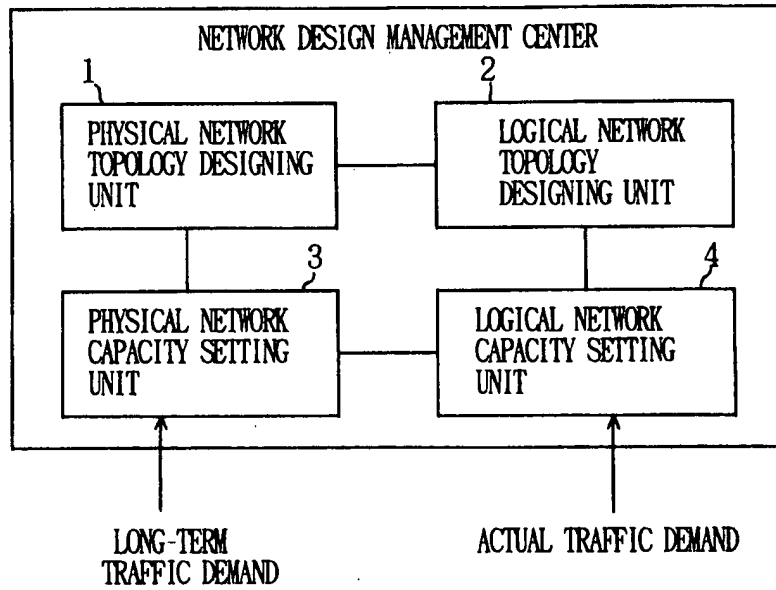 NETWORK DESIGN MANAGEMENT CENTER
1
PHYSICAL NETWORK
TOPOLOGY DESIGNING
UNIT
2
LOGICAL NETWORK
TOPOLOGY
DESIGNING UNIT
3
PHYSICAL NETWORK
CAPACITY SETTING
UNIT
4
LOGICAL NETWORK
CAPACITY SETTING
UNIT
LONG-TERM
TRAFFIC DEMAND
ACTUAL TRAFFIC DEMAND